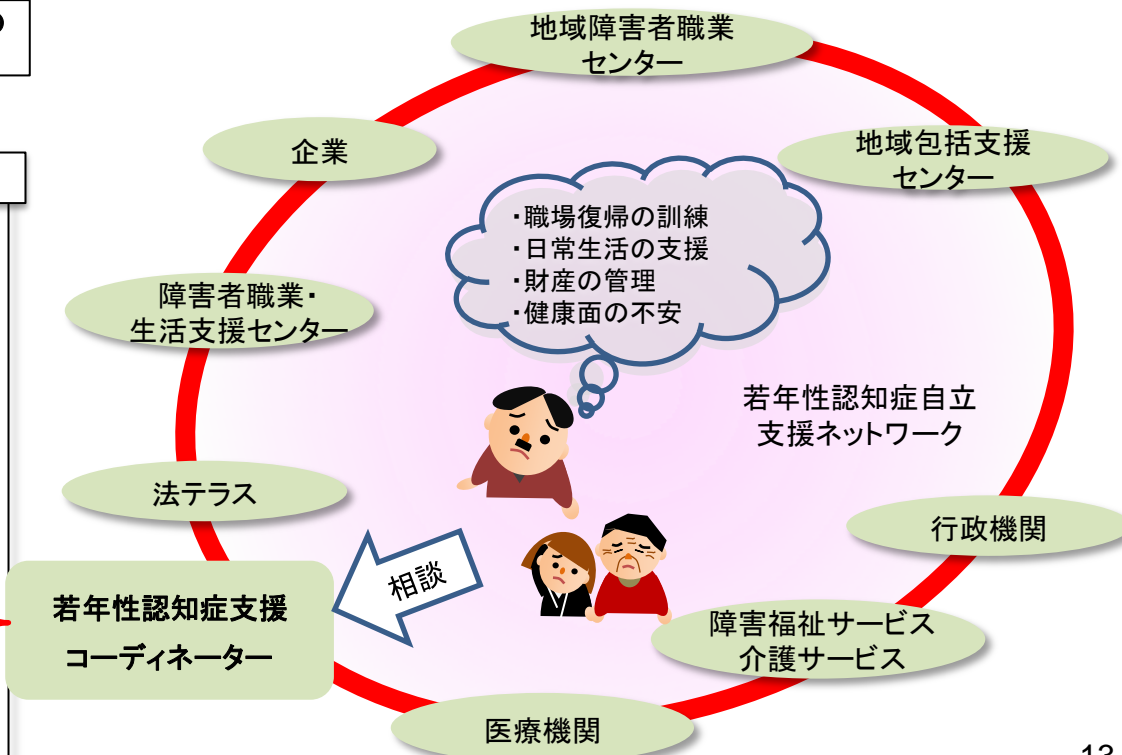 地域障害者職業
センター
企業
地域包括支援
センター
・職場復帰の訓練
・日常生活の支援
・財産の管理
・健康面の不安
障害者職業・
生活支援センター
若年性認知症自立
支援ネットワーク
法テラス
行政機関
相談
若年性認知症支援
コーディネーター
障害福祉サービス
介護サービス
医療機関